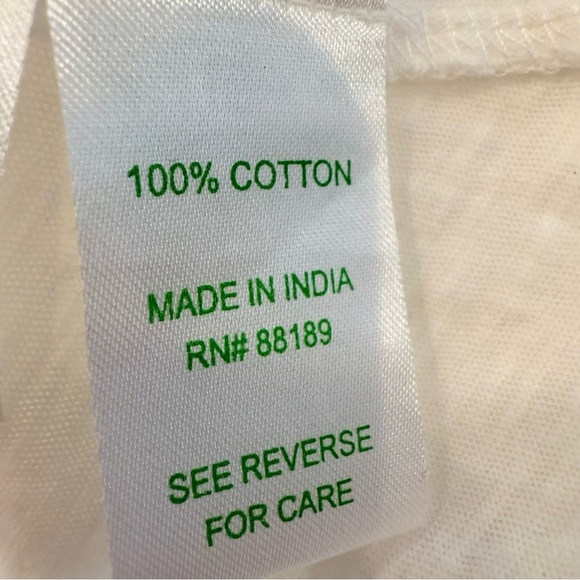 100% COTTON
MADE IN INDIA
RN# 88189
SEE REVERSE
FOR CARE